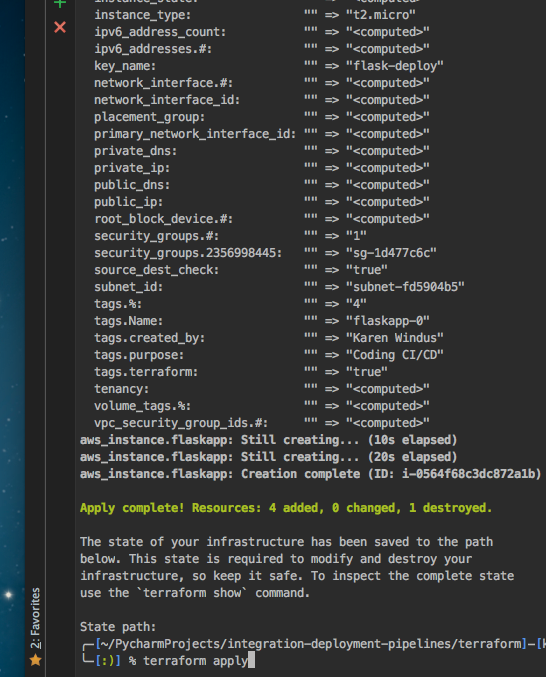 instance_state: "" => "<computed>"
instance_type: "" => "t2.micro"
ipv6_address_count: "" => "<computed>"
ipv6_addresses.#: "" => "<computed>"
key_name: "" => "flask-deploy"
network_interface.#: "" => "<computed>"
network_interface_id: "" => "<computed>"
placement_group: "" => "<computed>"
primary_network_interface_id: "" => "<computed>"
private_dns: "" => "<computed>"
private_ip: "" => "<computed>"
public_dns: "" => "<computed>"
public_ip: "" => "<computed>"
root_block_device.#: "" => "<computed>"
security_groups.#: "" => "1"
security_groups.2356998445: "" => "sg-1d477c6c"
source_dest_check: "" => "true"
subnet_id: "" => "subnet-fd5904b5"
tags.%: "" => "4"
tags.Name: "" => "flaskapp-0"
tags.created_by: "" => "Karen Windus"
tags.purpose: "" => "Coding CI/CD"
tags.terraform: "" => "true"
tenancy: "" => "<computed>"
volume_tags.%: "" => "<computed>"
vpc_security_group_ids.#: "" => "<computed>"
aws_instance.flaskapp: Still creating... (10s elapsed)
aws_instance.flaskapp: Still creating... (20s elapsed)
aws_instance.flaskapp: Creation complete (ID: i-0564f68c3dc872a1b)
Apply complete! Resources: 4 added, 0 changed, 1 destroyed.
The state of your infrastructure has been saved to the path
below. This state is required to modify and destroy your
infrastructure, so keep it safe. To inspect the complete state
use the `terraform show` command.
State path:
╭─[~/PycharmProjects/integration-deployment-pipelines/terraform]-[k
╰─[:)] % terraform apply
2: Favorites